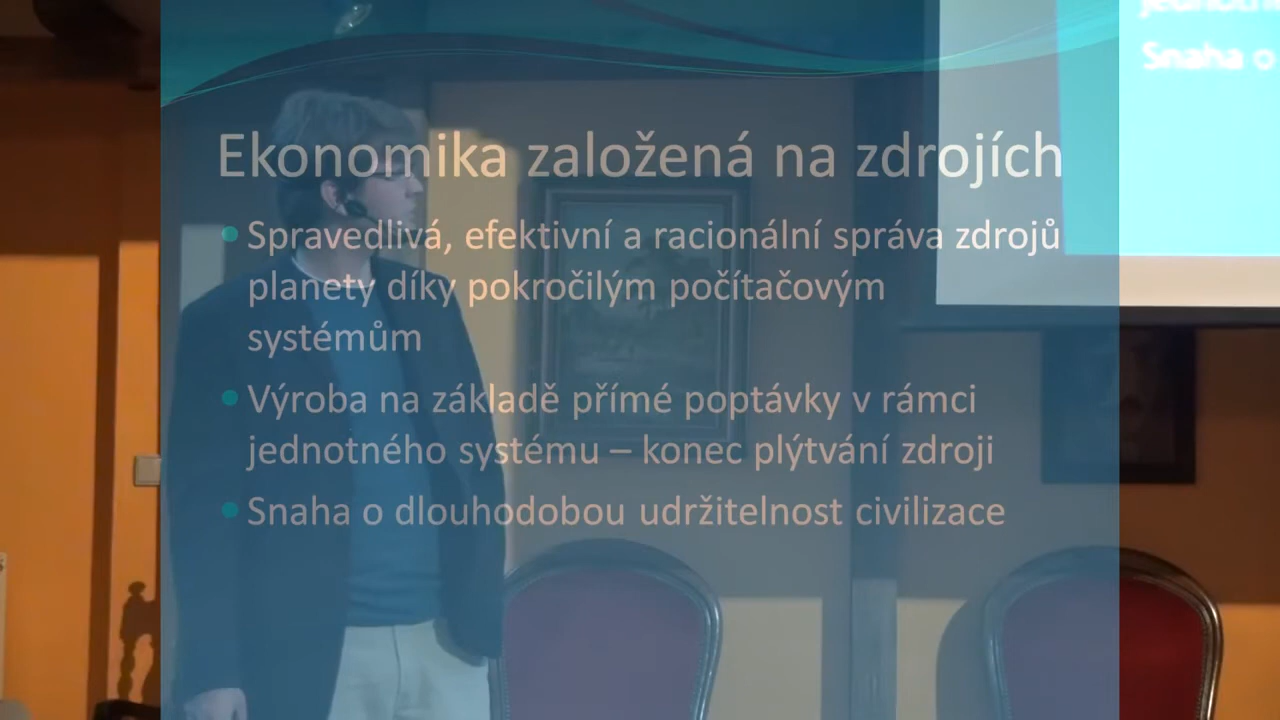 Snaha o
Ekonomika založená na zdrojích
Spravedlivá, efektivní a racionální správa zdrojů
planety díky pokročilým počítačovým
systémům
Výroba na základě přímé poptávky v rámci
jednotného systému – konec plýtvání zdroji
Snaha o dlouhodobou udržitelnost civilizace